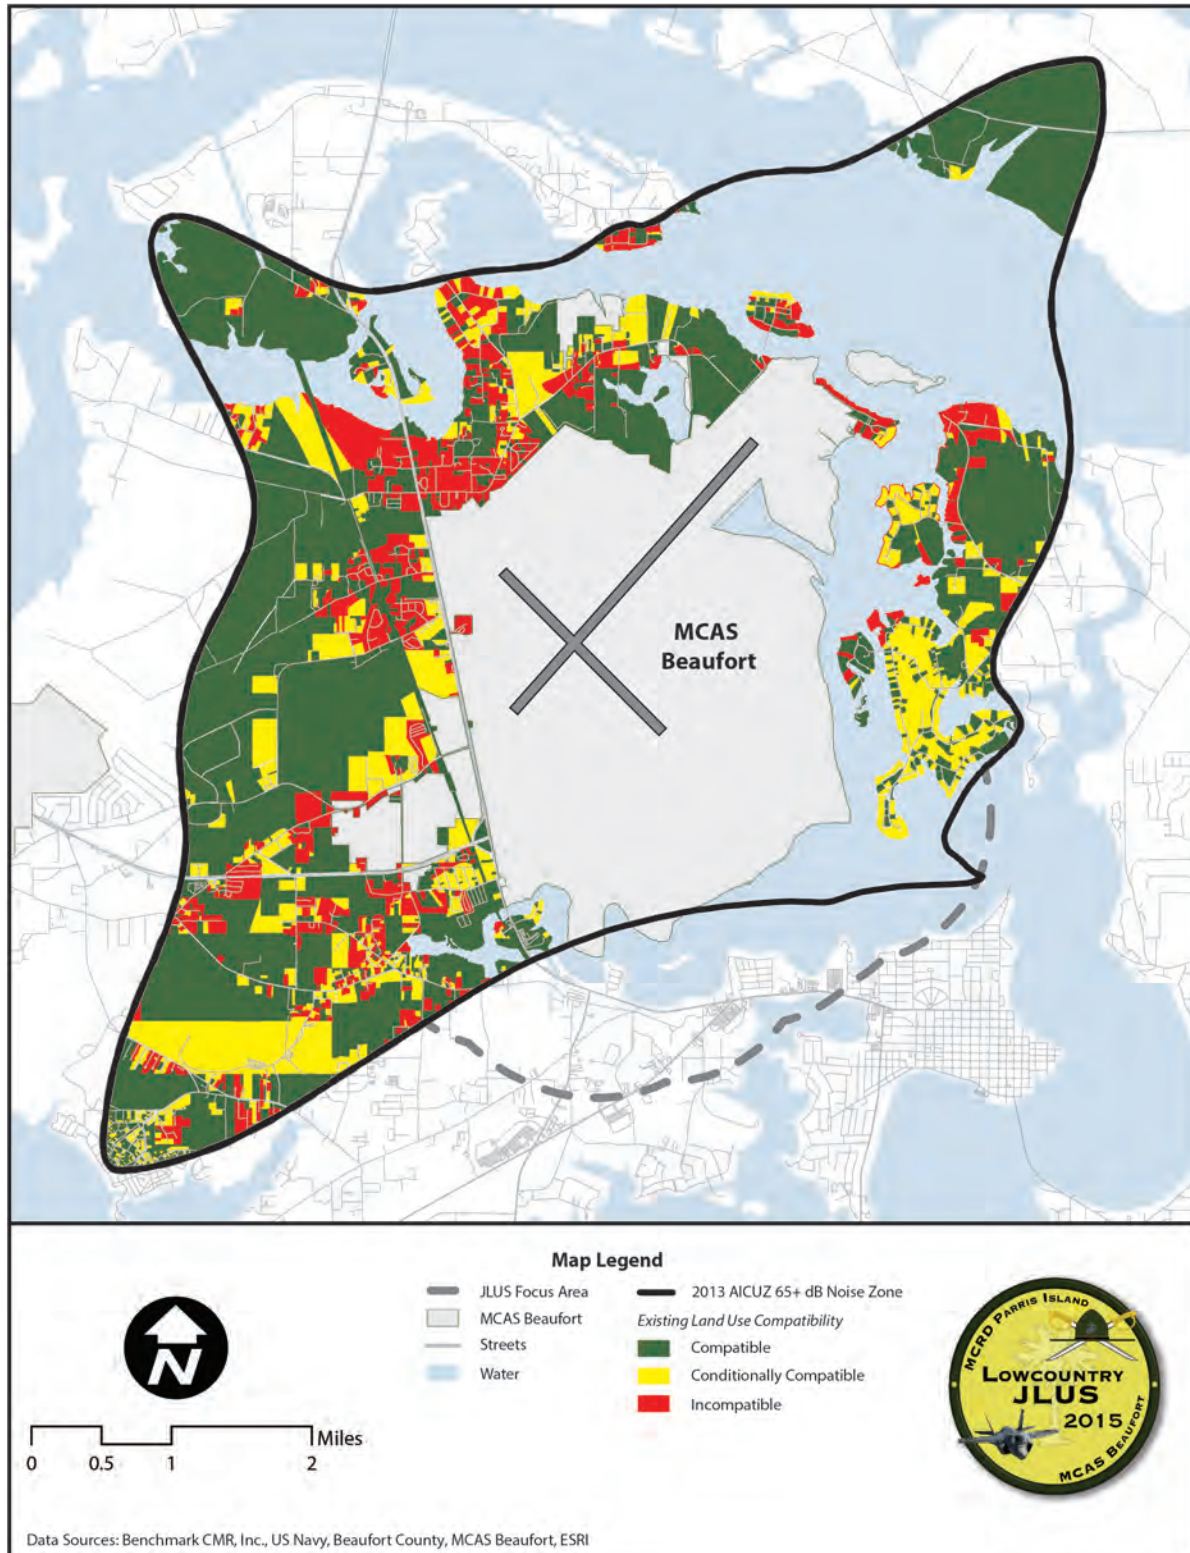 MCAS
Beaufort
Map Legend
JLUS Focus Area
MCAS Beaufort
Streets
Water
2013 AICUZ 65+ dB Noise Zone
Existing Land Use Compatibility
Compatible
Conditionally Compatible
Incompatible
N
Miles
0 0.5 1 2
MCRD PARRIS ISLAND
LOWCOUNTRY
JLUS
2015
MCAS BEAUFORT
Data Sources: Benchmark CMR, Inc., US Navy, Beaufort County, MCAS Beaufort, ESRI